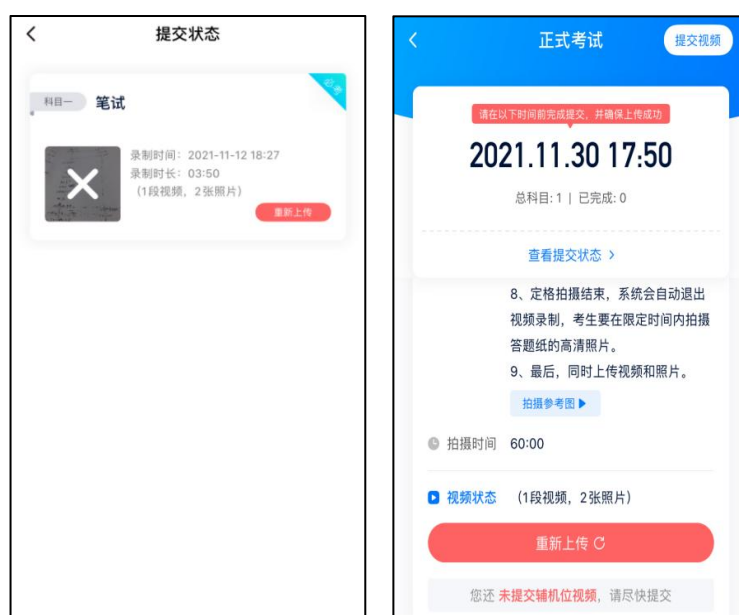 提交状态
科目一 笔试
必考
录制时间：2021-11-12 18:27
录制时长：03:50
(1段视频，2张照片)
重新上传
正式考试
提交视频
请在以下时间前完成提交，并确保上传成功
2021.11.30 17:50
总科目: 1 | 已完成: 0
查看提交状态
8、定格拍摄结束，系统会自动退出
视频录制，考生要在限定时间内拍摄
答题纸的高清照片。
9、最后，同时上传视频和照片。
拍摄参考图
拍摄时间 60:00
视频状态 (1段视频，2张照片)
重新上传
您还 未提交辅机位视频，请尽快提交